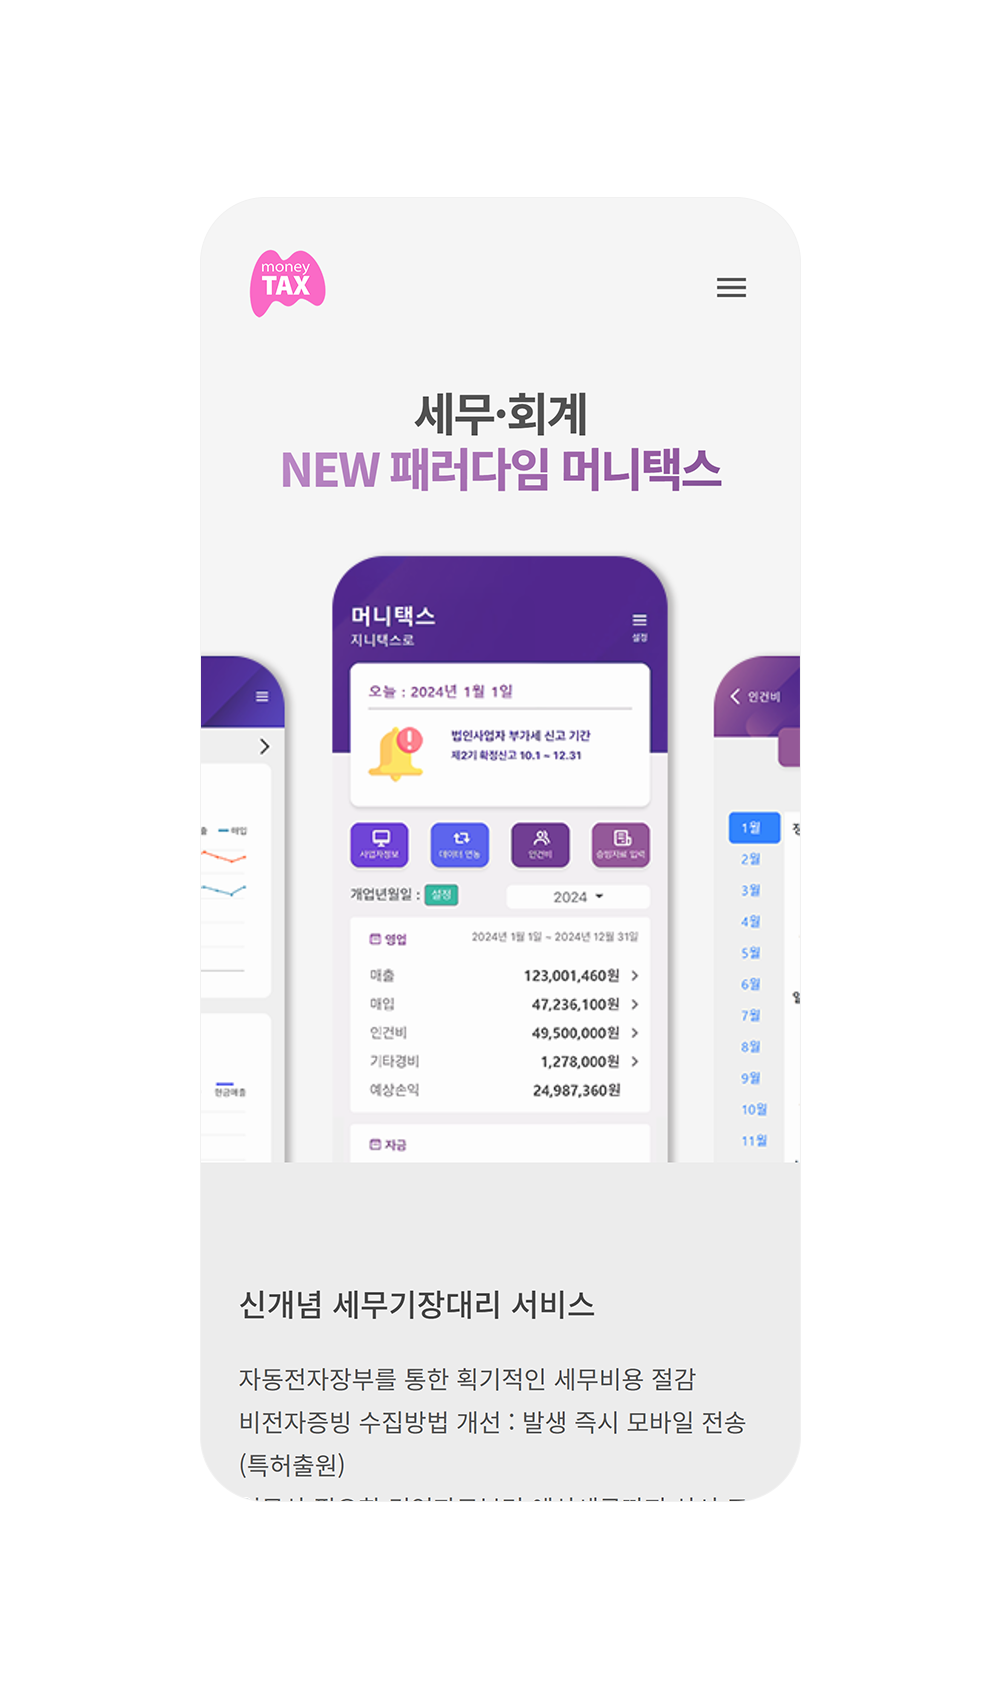 money
TAX
세무·회계
NEW 패러다임 머니택스
머니택스
지니택스로
설정
오늘 : 2024년 1월 1일
법인사업자 부가세 신고 기간
제2기 확정신고 10.1 ~ 12.31
사업자정보
데이터 연동
인건비
증빙자료 입력
개업년월일 : 설정
2024
영업
2024년 1월 1일 ~ 2024년 12월 31일
매출 123,001,460원
매입 47,236,100원
인건비 49,500,000원
기타경비 1,278,000원
예상손익 24,987,360원
자금
매입
현금매출
인건비
1월
2월
3월
4월
5월
6월
7월
8월
9월
10월
11월
신개념 세무기장대리 서비스
자동전자장부를 통한 획기적인 세무비용 절감
비전자증빙 수집방법 개선 : 발생 즉시 모바일 전송
(특허출원)